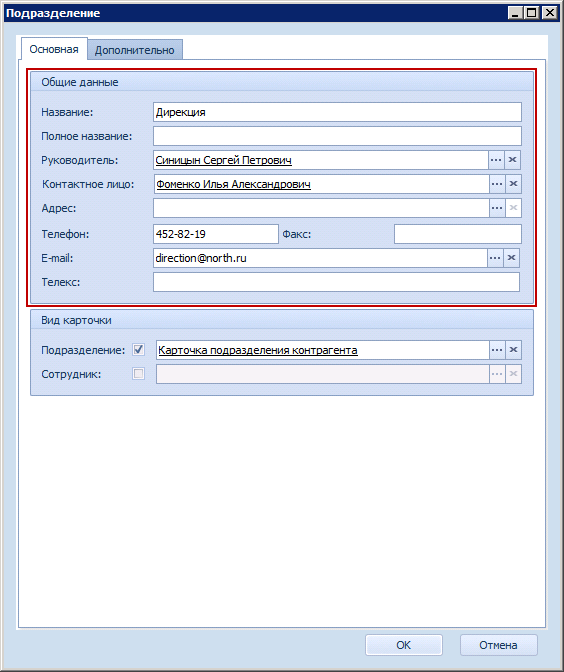 Подразделение
Основная Дополнительно
Общие данные
Название: Дирекция
Полное название:
Руководитель: Синицын Сергей Петрович
Контактное лицо: Фоменко Илья Александрович
Адрес:
Телефон: 452-82-19 Факс:
E-mail: direction@north.ru
Телекс:
Вид карточки
Подразделение: Карточка подразделения контрагента
Сотрудник:
OK Отмена